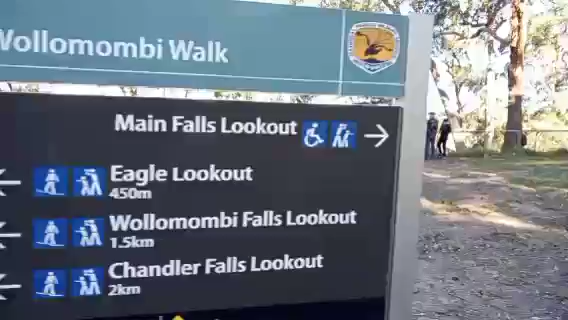 Wollomombi Walk
Main Falls Lookout
Eagle Lookout
450m
Wollomombi Falls Lookout
1.5km
Chandler Falls Lookout
2km